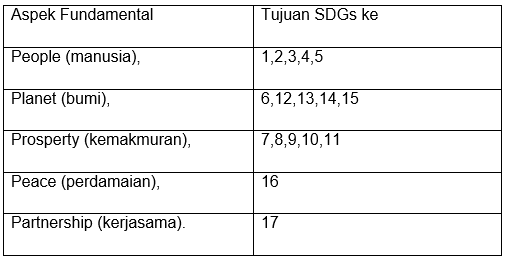 Aspek Fundamental Tujuan SDGs ke
People (manusia), 1,2,3,4,5
Planet (bumi), 6,12,13,14,15
Prosperty (kemakmuran), 7,8,9,10,11
Peace (perdamaian), 16
Partnership (kerjasama). 17